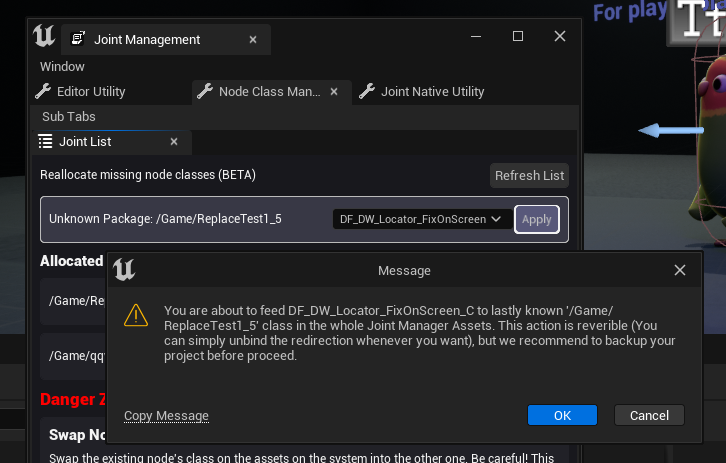 For pl
Tt
Joint Management
Window
Editor Utility
Node Class Man...
Joint Native Utility
Sub Tabs
Joint List
Reallocate missing node classes (BETA)
Refresh List
Unknown Package: /Game/ReplaceTest1_5
DF_DW_Locator_FixOnScreen
Apply
Allocated
Message
/Game/Re
You are about to feed DF_DW_Locator_FixOnScreen_C to lastly known '/Game/
ReplaceTest1_5' class in the whole Joint Manager Assets. This action is reverible (You
can simply unbind the redirection whenever you want), but we recommend to backup your
project before proceed.
/Game/qq
Danger Z
Copy Message
OK
Cancel
Swap No
Swap the existing node's class on the assets on the system into the other one. Be careful! This